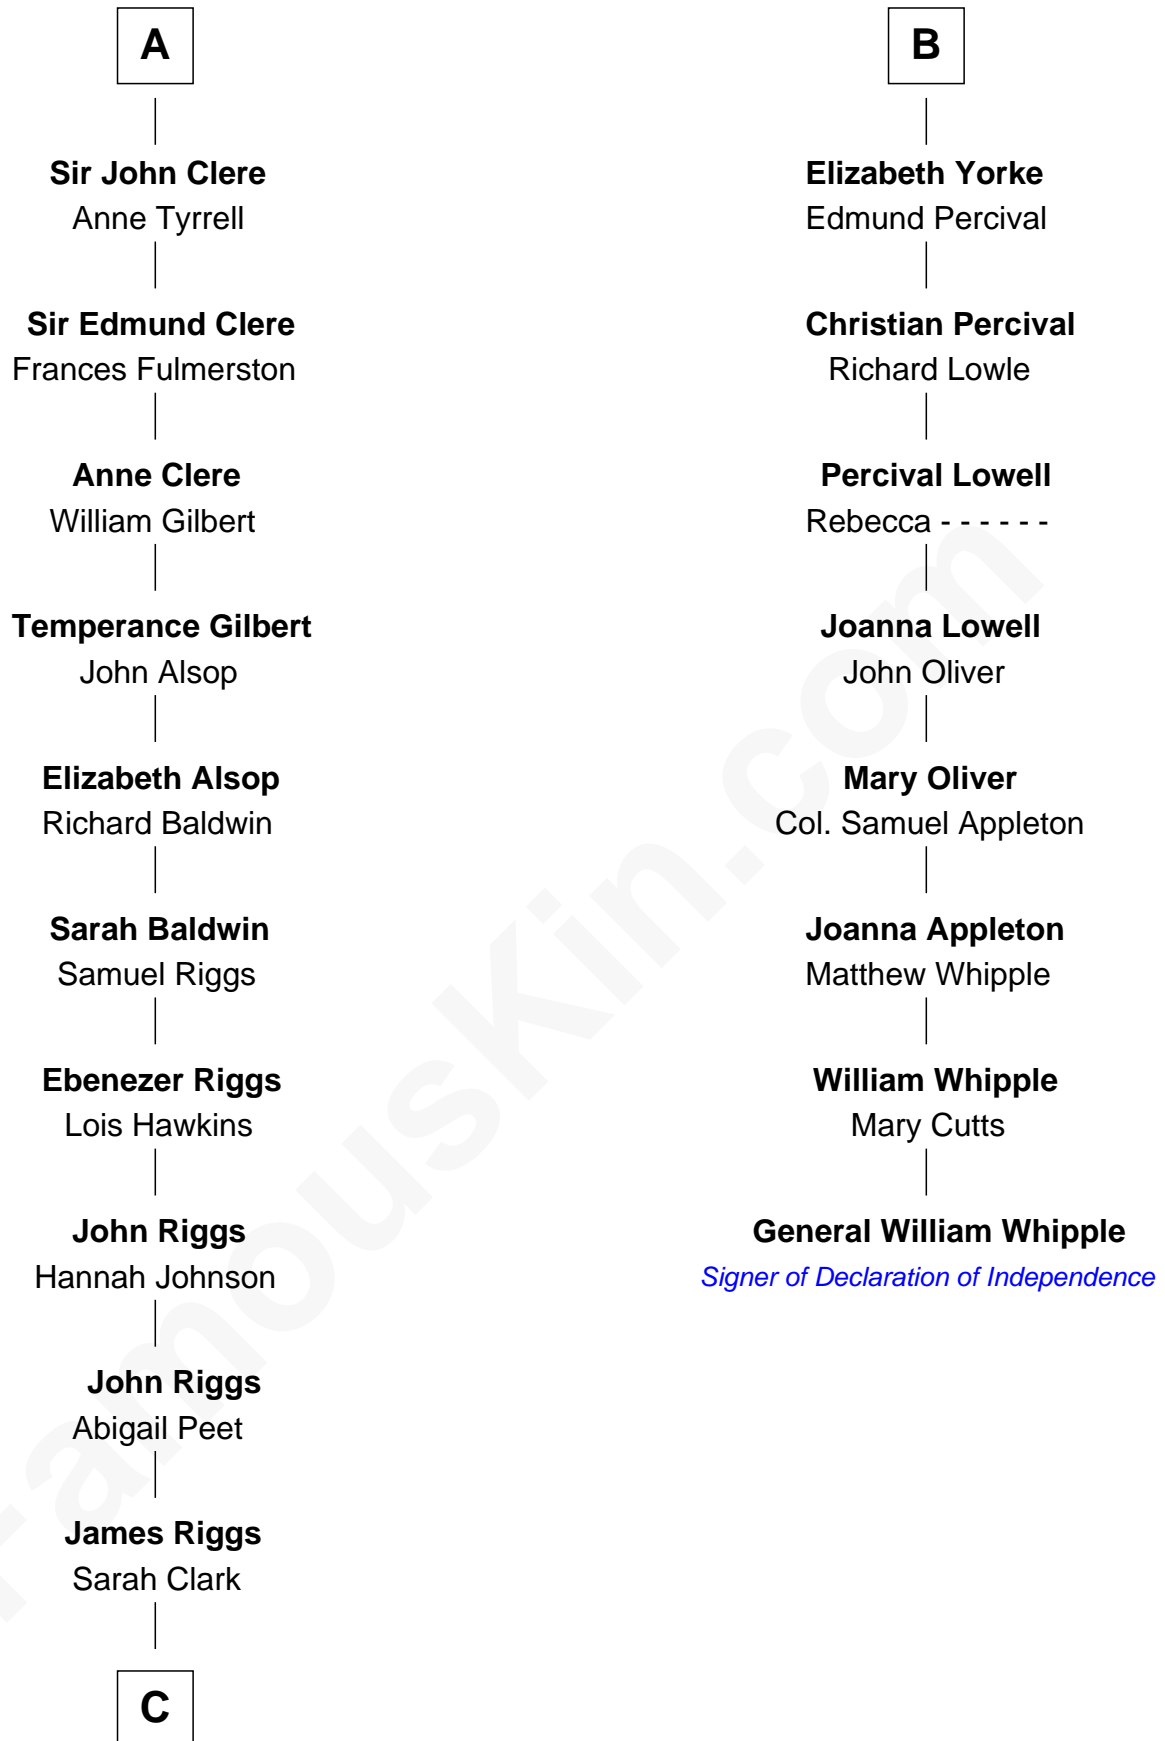 A
Sir John Clere
Anne Tyrrell
Sir Edmund Clere
Frances Fulmerston
Anne Clere
William Gilbert
Temperance Gilbert
John Alsop
Elizabeth Alsop
Richard Baldwin
Sarah Baldwin
Samuel Riggs
Ebenezer Riggs
Lois Hawkins
John Riggs
Hannah Johnson
John Riggs
Abigail Peet
James Riggs
Sarah Clark
C
B
Elizabeth Yorke
Edmund Percival
Christian Percival
Richard Lowle
Percival Lowell
Rebecca - - - - - -
Joanna Lowell
John Oliver
Mary Oliver
Col. Samuel Appleton
Joanna Appleton
Matthew Whipple
William Whipple
Mary Cutts
General William Whipple
Signer of Declaration of Independence
FamousKin.com